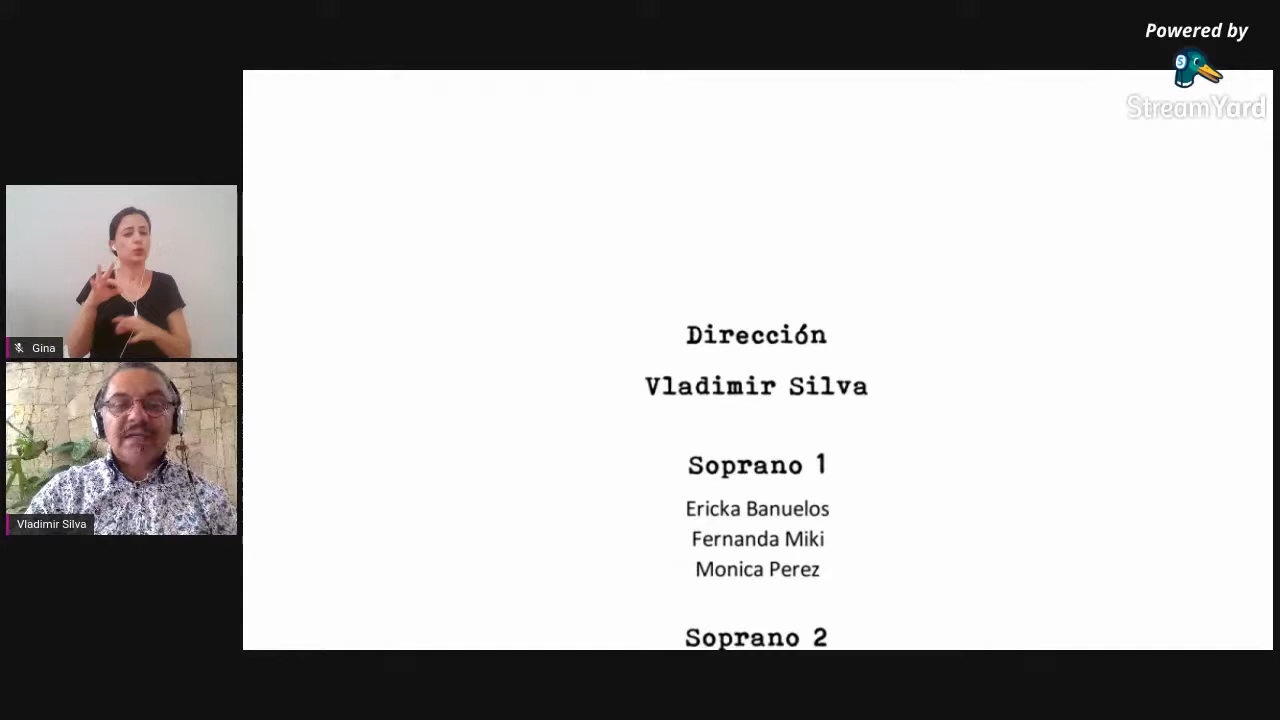 Powered by
StreamYard
Gina
Vladimir Silva
Dirección
Vladimir Silva
Soprano 1
Ericka Banuelos
Fernanda Miki
Monica Perez
Soprano 2